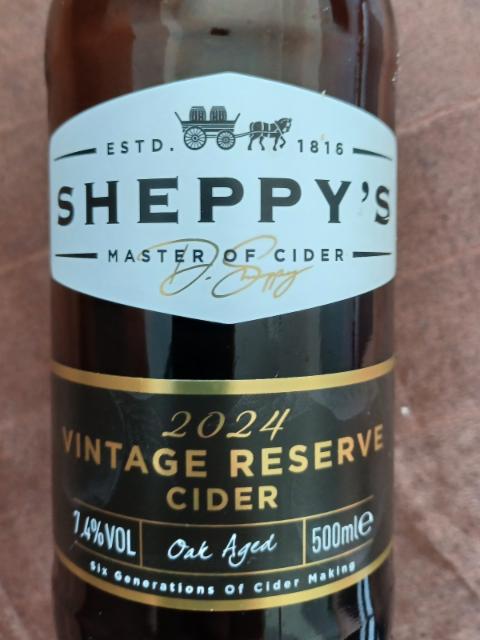 ESTD. 1816
SHEPPY'S
MASTER OF CIDER
D. Sheppy
2024
VINTAGE RESERVE
CIDER
7.4%VOL Oak Aged 500ml℮
Six Generations Of Cider Making